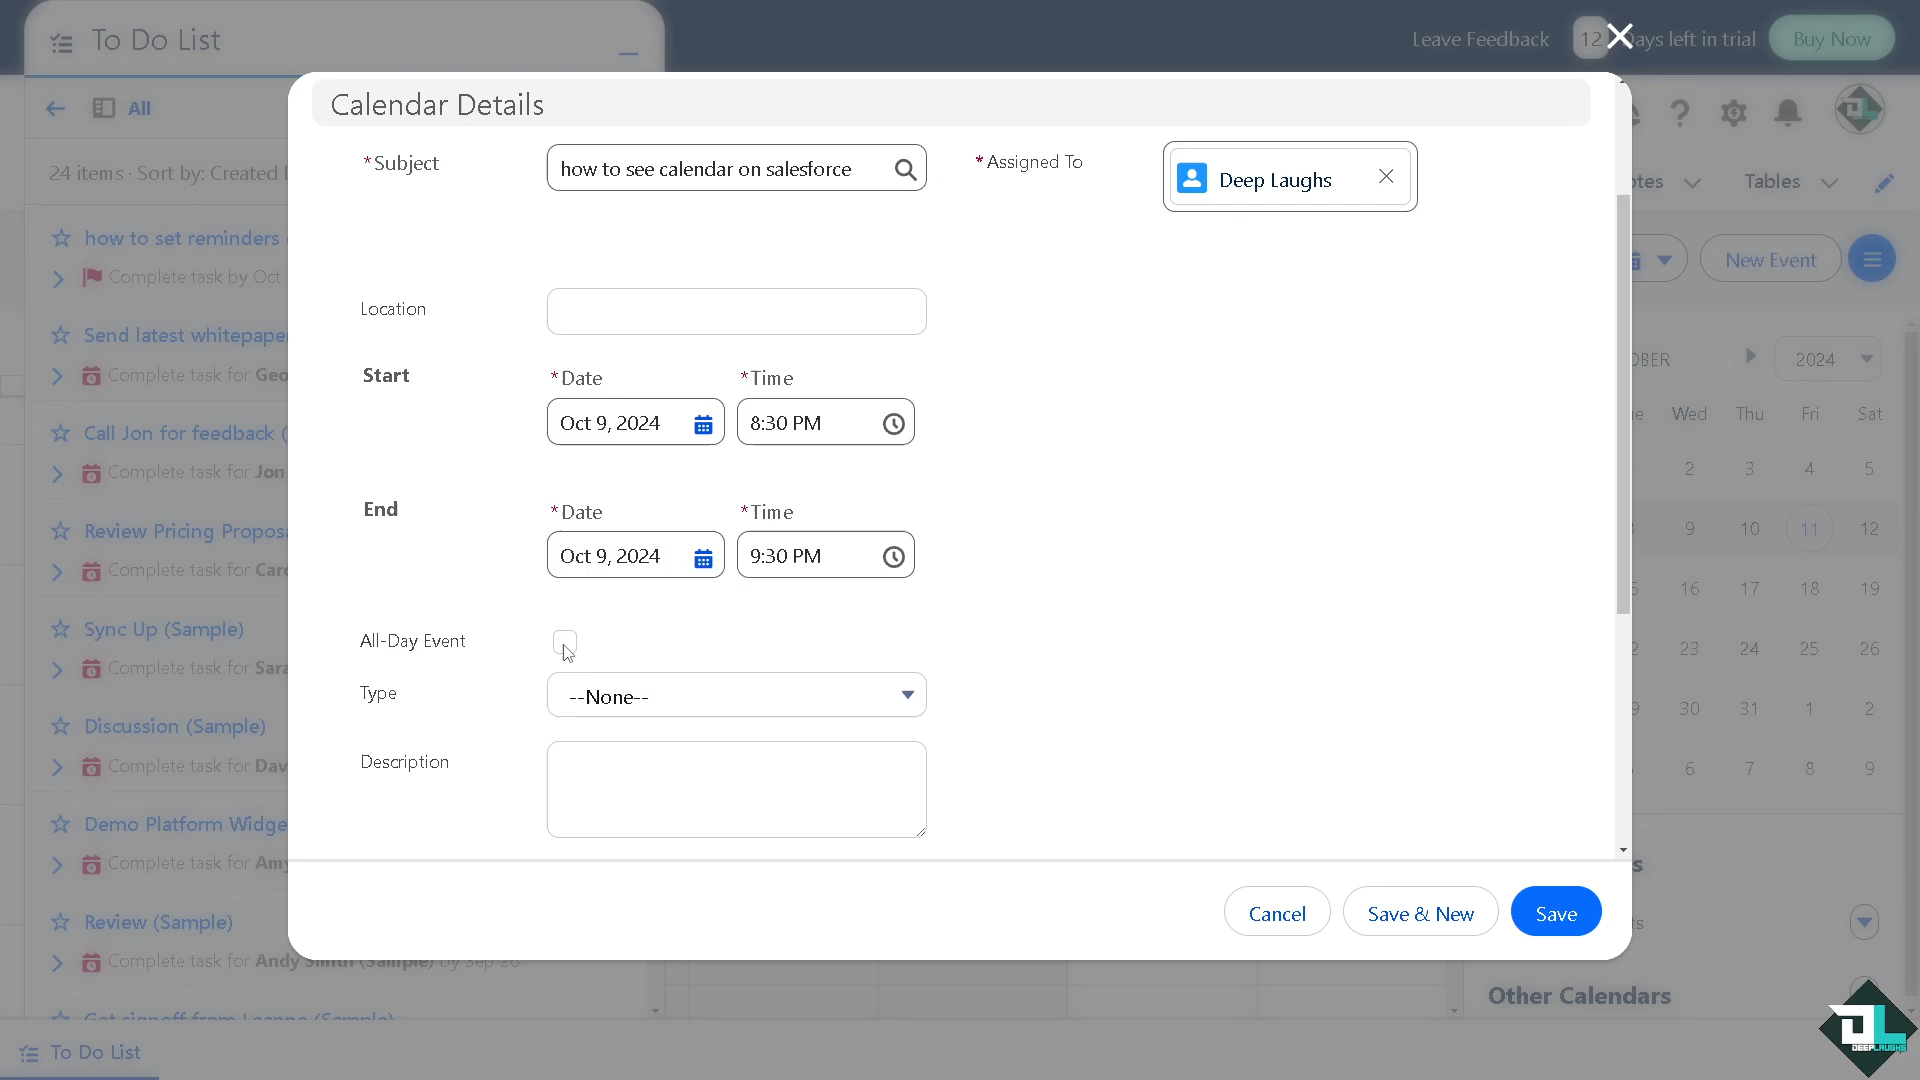 To Do List
Leave Feedback
12 Days left in trial
Buy Now
All
24 items · Sort by: Created
Calendar Details
*Subject
how to see calendar on salesforce
*Assigned To
Deep Laughs
Tables
how to set reminders
Complete task by Oct
New Event
Location
Send latest whitepaper
Complete task for Geo
Start
*Date
*Time
2024
Oct 9, 2024
8:30 PM
Wed Thu Fri Sat
Call Jon for feedback (
Complete task for Jon
2 3 4 5
End
*Date
*Time
Review Pricing Propos
Oct 9, 2024
9:30 PM
9 10 11 12
Complete task for Car
16 17 18 19
Sync Up (Sample)
All-Day Event
Complete task for Sara
23 24 25 26
Type
--None--
30 31 1 2
Discussion (Sample)
Complete task for Dav
Description
6 7 8 9
Demo Platform Widge
Complete task for Amy
Review (Sample)
Cancel
Save & New
Save
Complete task for Andy Smith (Sample) by Sep 26
Other Calendars
Get signoff from Leanne (Sample)
To Do List
DL
DEEPLAUGHS